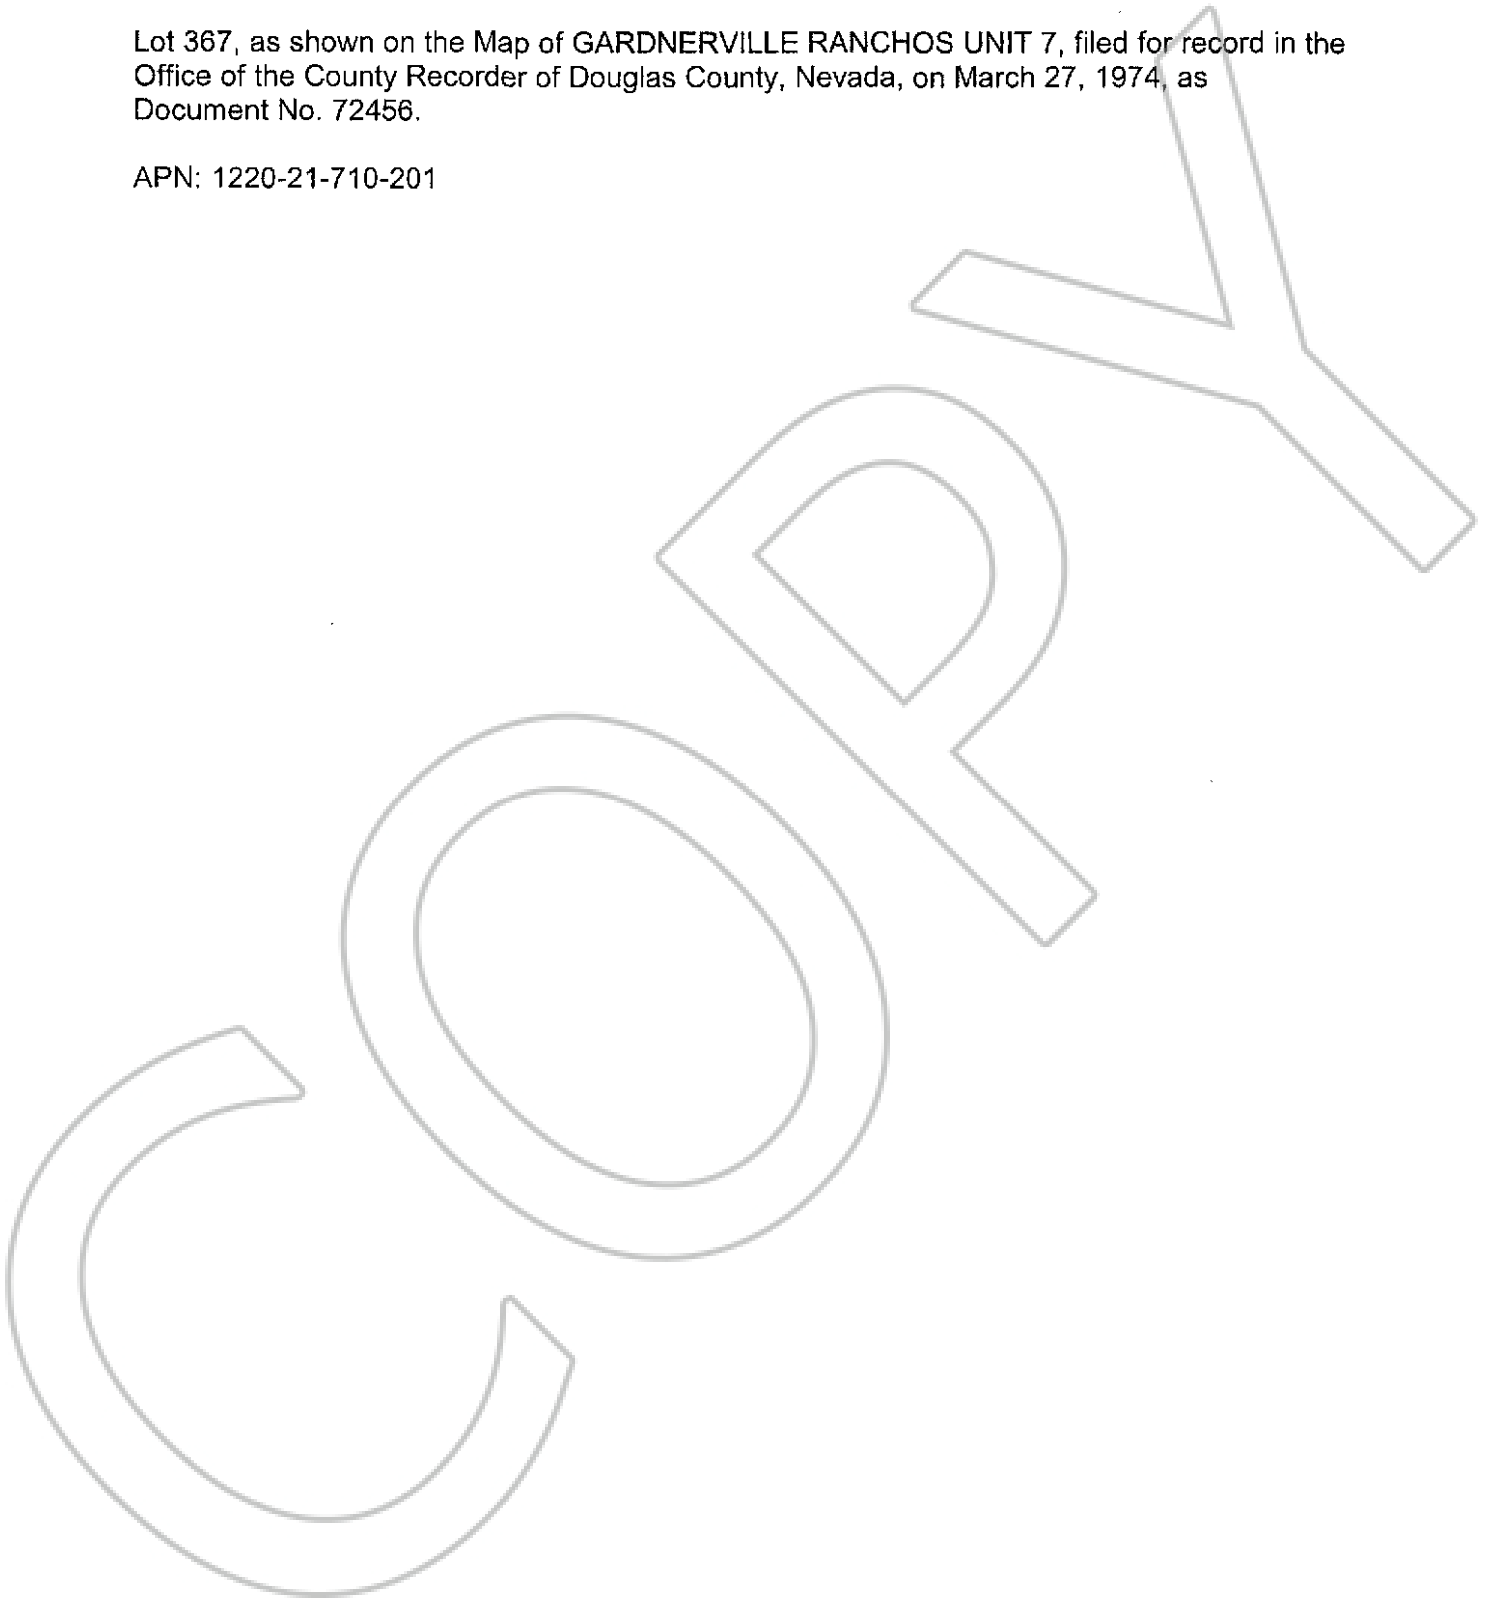 Lot 367, as shown on the Map of GARDNERVILLE RANCHOS UNIT 7, filed for record in the
Office of the County Recorder of Douglas County, Nevada, on March 27, 1974, as
Document No. 72456.
APN: 1220-21-710-201
COPY